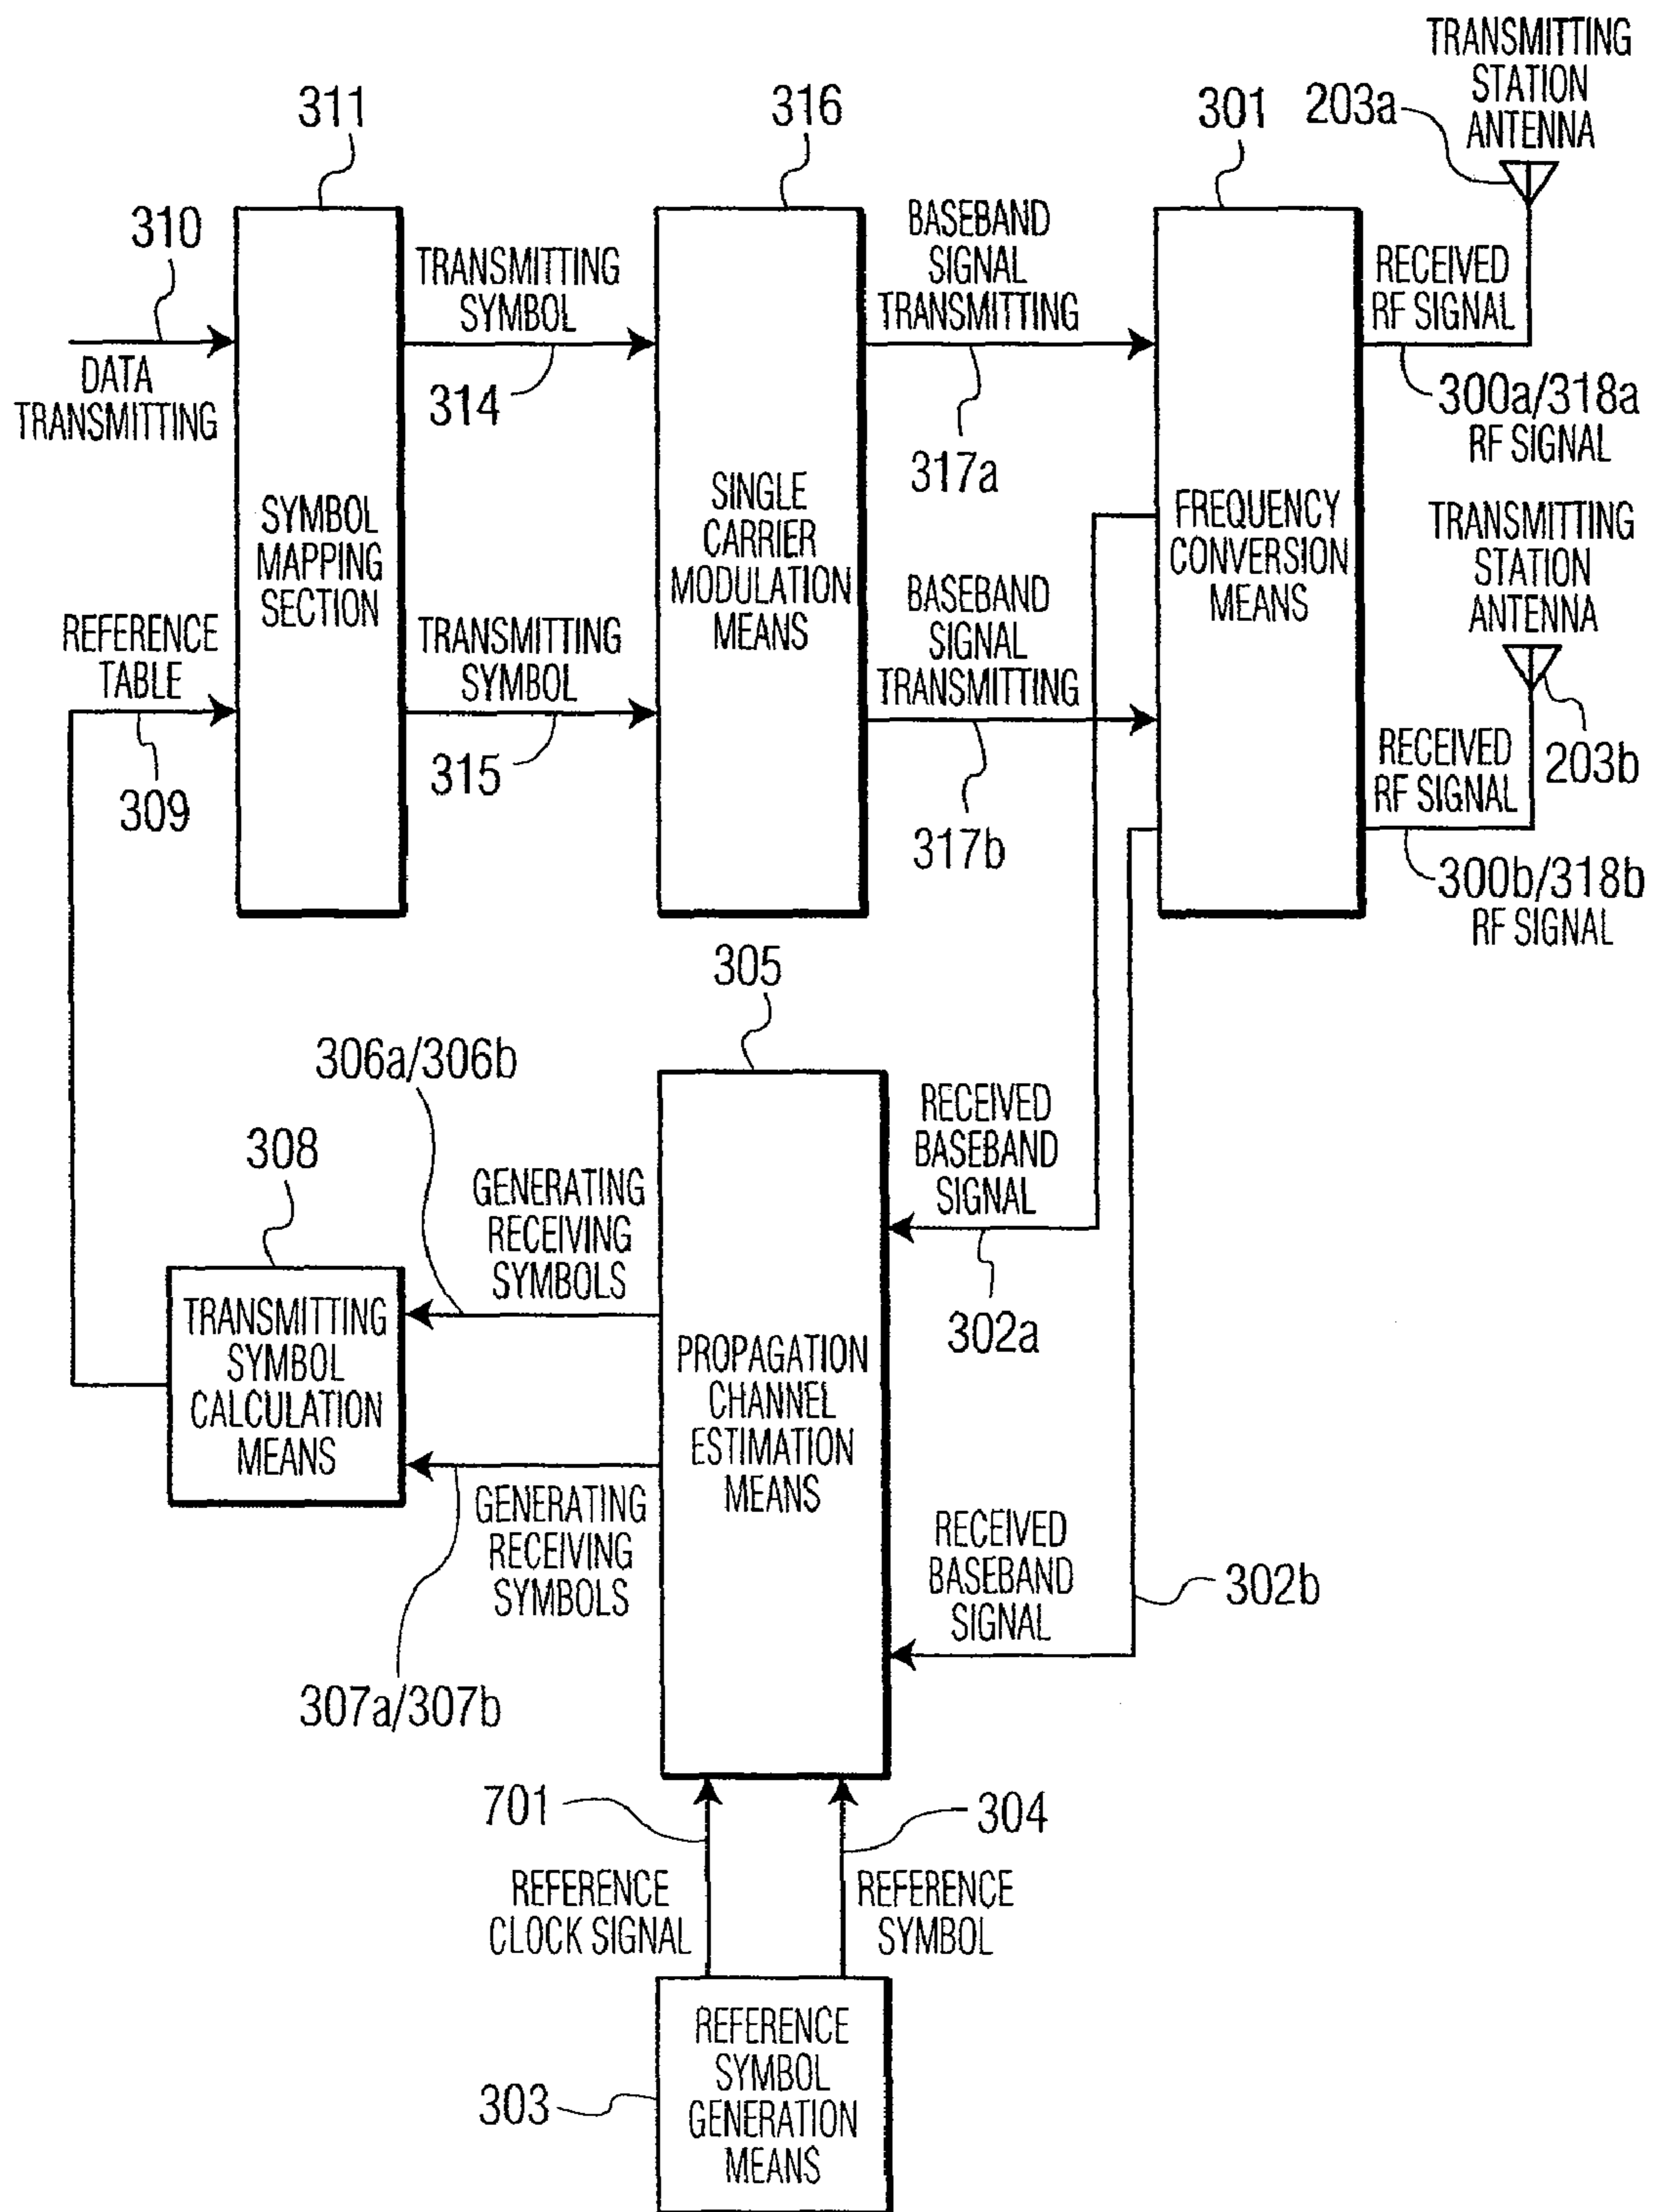 TRANSMITTING
STATION
ANTENNA
311
316
301
203a
310
DATA
TRANSMITTING
TRANSMITTING
SYMBOL
314
BASEBAND
SIGNAL
TRANSMITTING
317a
RECEIVED
RF SIGNAL
300a/318a
RF SIGNAL
SYMBOL
MAPPING
SECTION
SINGLE
CARRIER
MODULATION
MEANS
FREQUENCY
CONVERSION
MEANS
TRANSMITTING
STATION
ANTENNA
REFERENCE
TABLE
309
TRANSMITTING
SYMBOL
315
BASEBAND
SIGNAL
TRANSMITTING
317b
RECEIVED
RF SIGNAL
203b
300b/318b
RF SIGNAL
305
306a/306b
308
GENERATING
RECEIVING
SYMBOLS
RECEIVED
BASEBAND
SIGNAL
302a
TRANSMITTING
SYMBOL
CALCULATION
MEANS
PROPAGATION
CHANNEL
ESTIMATION
MEANS
GENERATING
RECEIVING
SYMBOLS
307a/307b
RECEIVED
BASEBAND
SIGNAL
302b
701
304
REFERENCE
CLOCK SIGNAL
REFERENCE
SYMBOL
303
REFERENCE
SYMBOL
GENERATION
MEANS